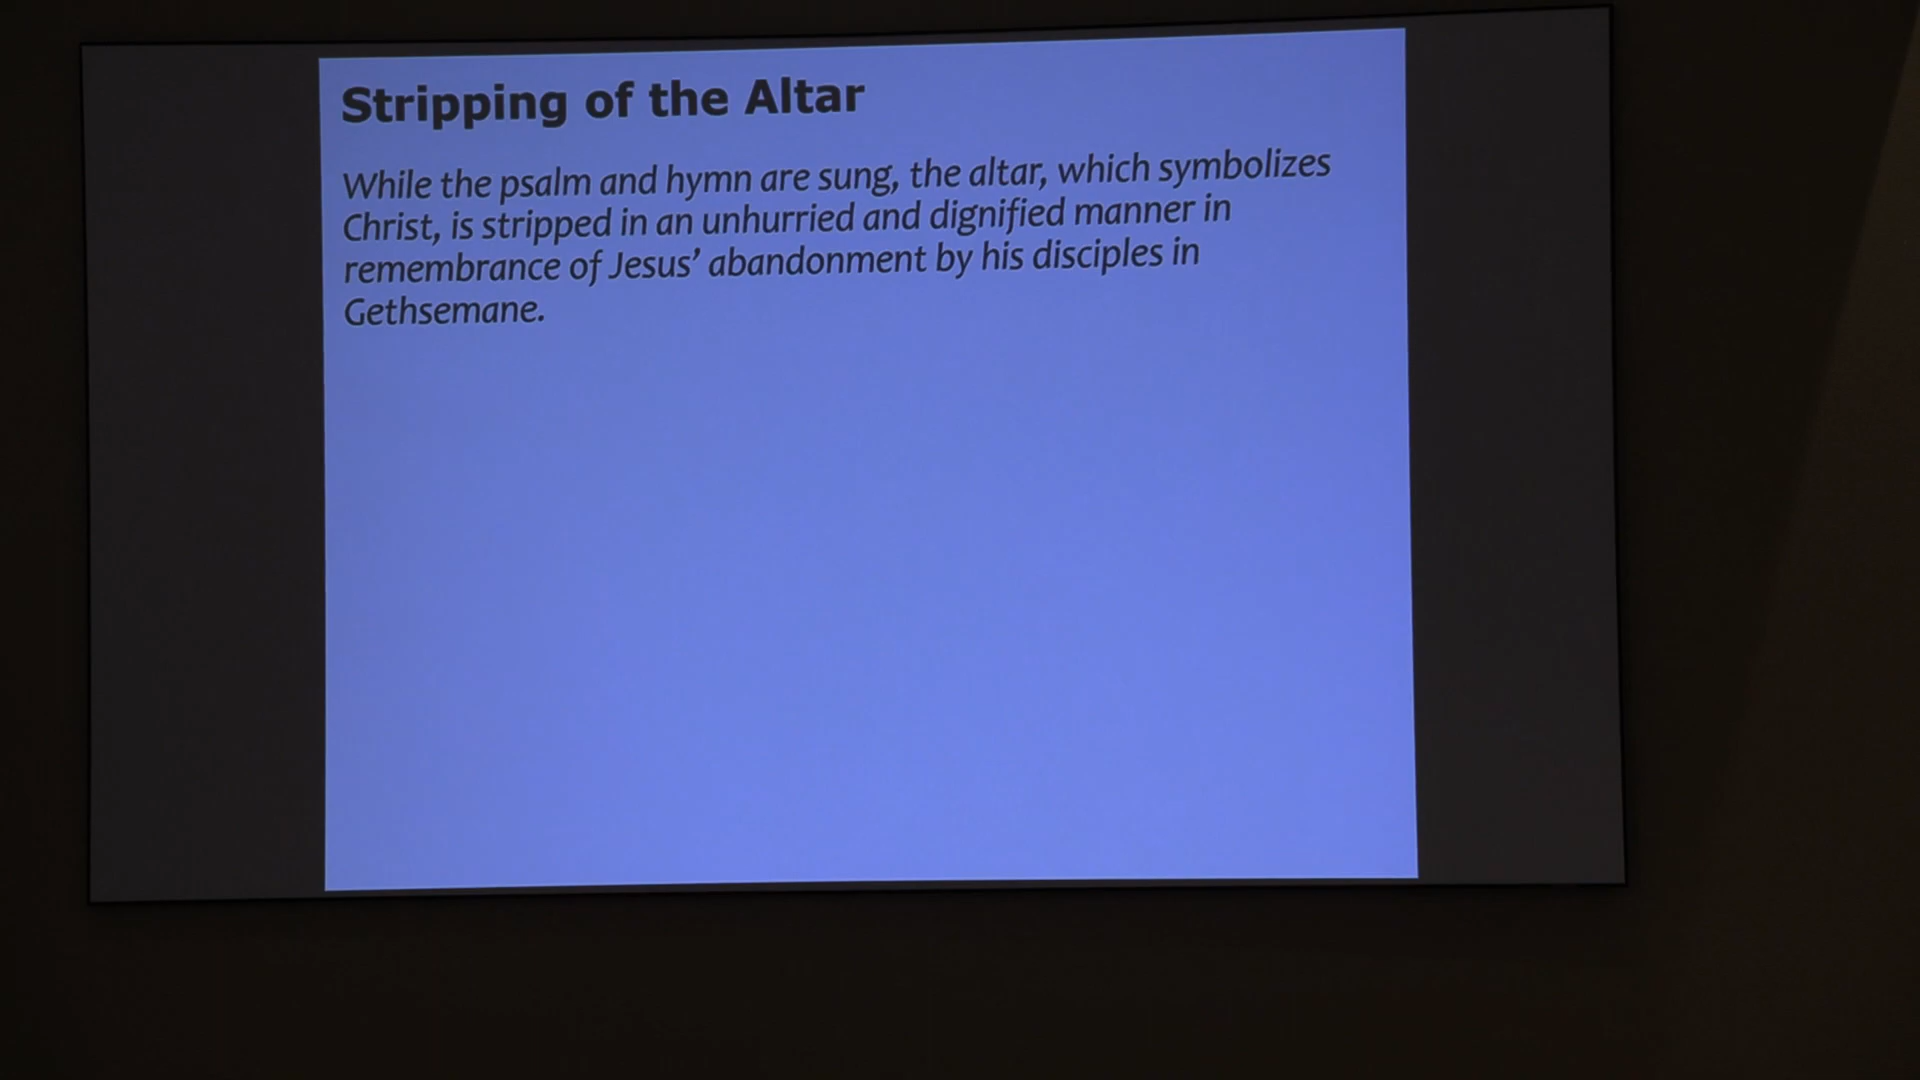 Stripping of the Altar
While the psalm and hymn are sung, the altar, which symbolizes
Christ, is stripped in an unhurried and dignified manner in
remembrance of Jesus’ abandonment by his disciples in
Gethsemane.